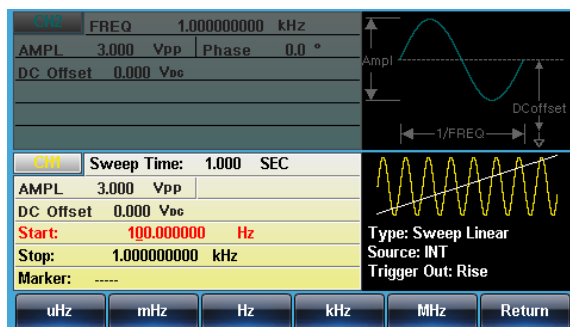 CH2 FREQ 1.000000000 kHz
AMPL 3.000 Vpp Phase 0.0 °
DC Offset 0.000 VDC
Ampl
DCoffset
1/FREQ
CH1 Sweep Time: 1.000 SEC
AMPL 3.000 Vpp
DC Offset 0.000 VDC
Start: 100.000000 Hz
Stop: 1.000000000 kHz
Marker: -----
Type: Sweep Linear
Source: INT
Trigger Out: Rise
uHz mHz Hz kHz MHz Return